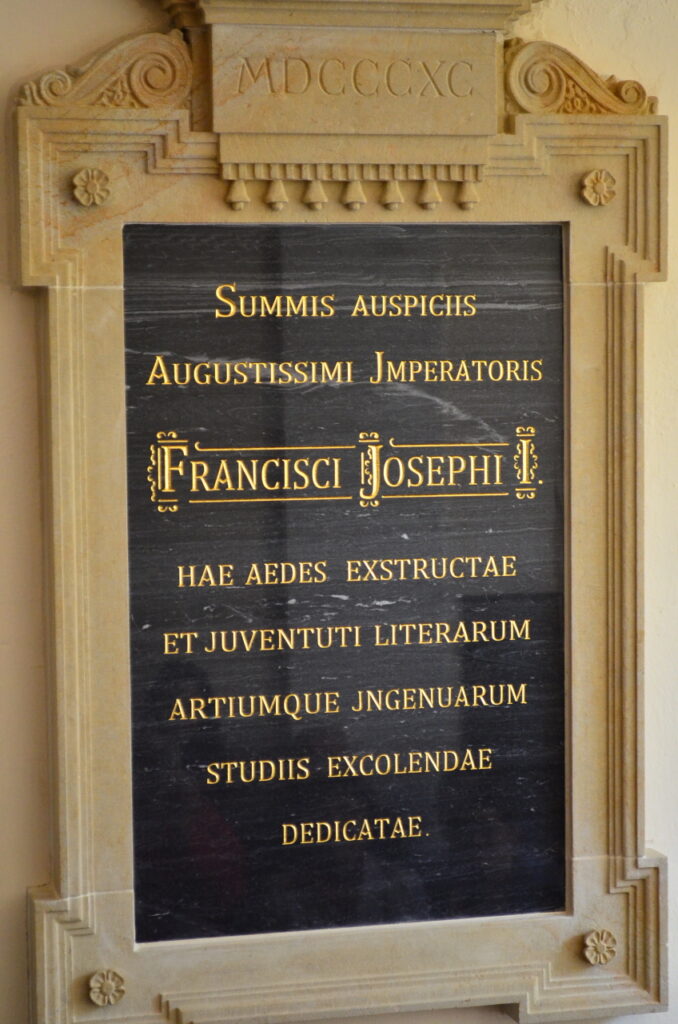 MDCCCXC
SUMMIS AUSPICIIS
AUGUSTISSIMI JMPERATORIS
FRANCISCI JOSEPHI I.
HAE AEDES EXSTRUCTAE
ET JUVENTUTI LITERARUM
ARTIUMQUE JNGENUARUM
STUDIIS EXCOLENDAE
DEDICATAE.